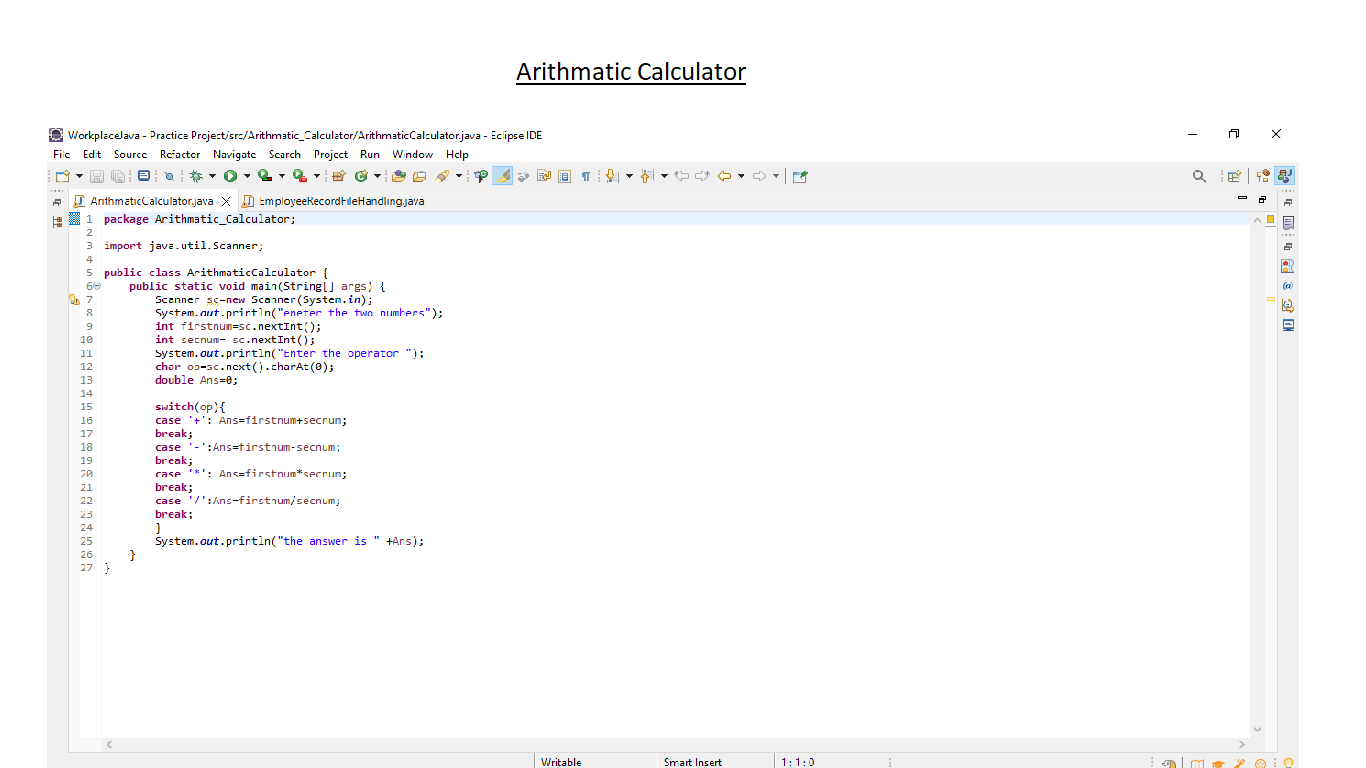 Arithmatic Calculator
WorkplaceJava - Practice Project/src/Arithmatic_Calculator/ArithmaticCalculator.java - Eclipse IDE
File Edit Source Refactor Navigate Search Project Run Window Help
ArithmaticCalculator.java EmployeeRecordFileHandling.java
1 package Arithmatic_Calculator;
2
3 import java.util.Scanner;
4
5 public class ArithmaticCalculator {
6 public static void main(String[] args) {
7 Scanner sc=new Scanner(System.in);
8 System.out.println("eneter the two numbers");
9 int firstnum=sc.nextInt();
10 int secnum= sc.nextInt();
11 System.out.println("Enter the operator ");
12 char op=sc.next().charAt(0);
13 double Ans=0;
14
15 switch(op){
16 case '+': Ans=firstnum+secnum;
17 break;
18 case '-':Ans=firstnum-secnum;
19 break;
20 case '*': Ans=firstnum*secnum;
21 break;
22 case '/':Ans=firstnum/secnum;
23 break;
24 }
25 System.out.println("the answer is " +Ans);
26 }
27 }
Writable Smart Insert 1 : 1 : 0